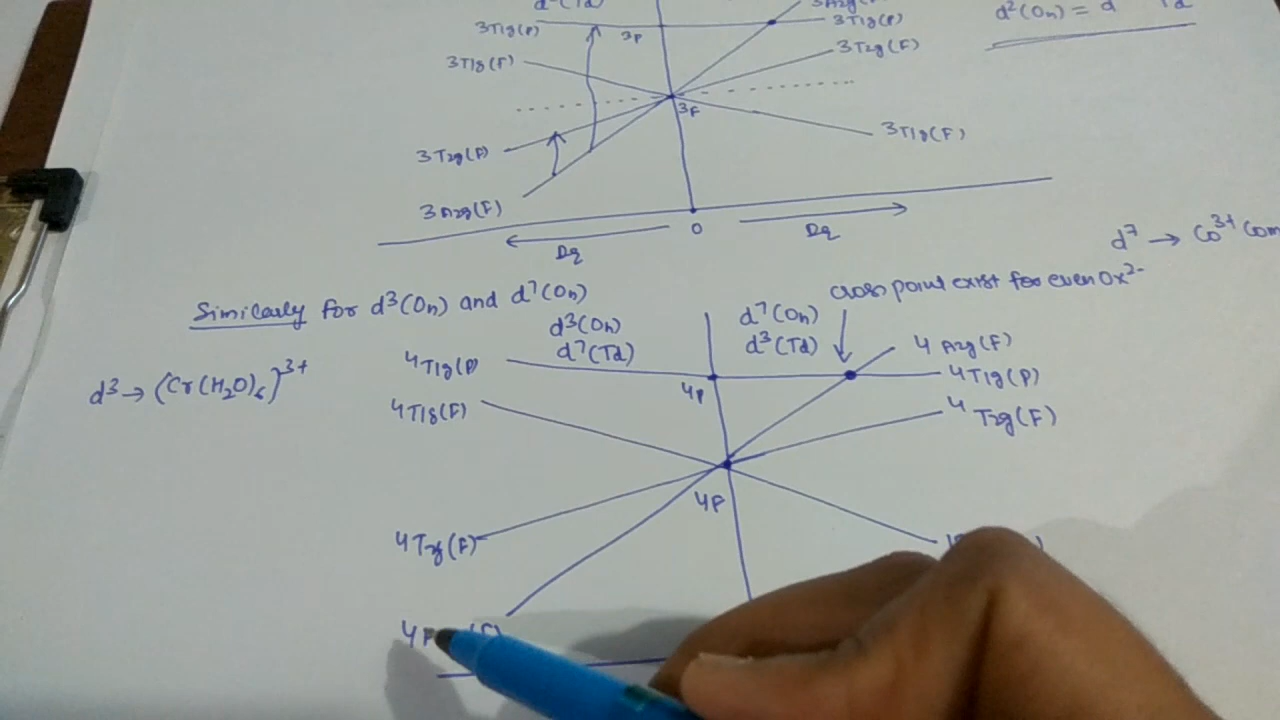 3T1g(P)
3P
3T1g(P)
d²(Oh) = d Td
3T1g(F)
3T2g(F)
3F
3T2g(F)
3T1g(F)
3A2g(F)
0
Dq
Dq
d⁷ → Co³⁺ Com
Similarly for d³(Oh) and d⁷(Oh)
cross point exist for even Ox²⁻
d³(Oh)
d⁷(Td)
d⁷(Oh)
d³(Td)
d³ → (Cr(H₂O)₆)³⁺
4T1g(P)
4P
4A2g(F)
4T1g(P)
4T1g(F)
4T2g(F)
4F
4T2g(F)